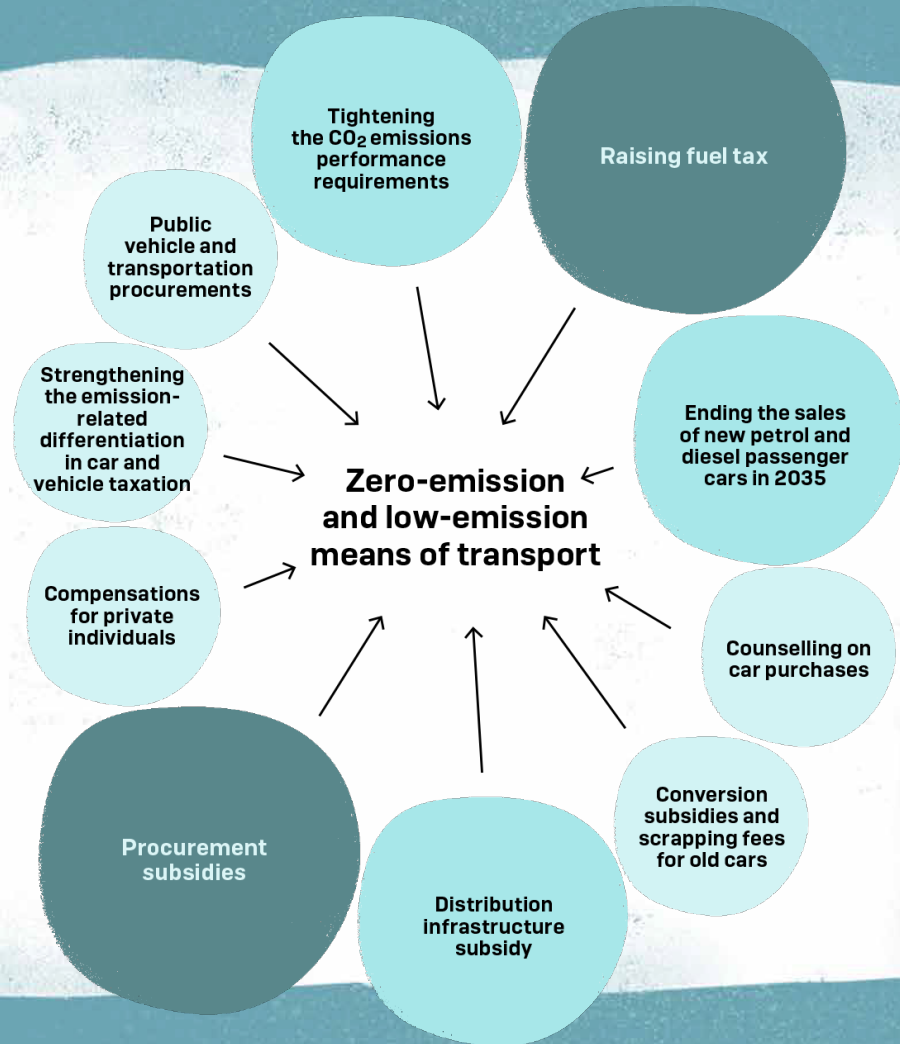 Tightening
the CO₂ emissions
performance
requirements
Raising fuel tax
Public
vehicle and
transportation
procurements
Strengthening
the emission-
related
differentiation
in car and
vehicle taxation
Ending the sales
of new petrol and
diesel passenger
cars in 2035
Zero-emission
and low-emission
means of transport
Compensations
for private
individuals
Counselling on
car purchases
Procurement
subsidies
Distribution
infrastructure
subsidy
Conversion
subsidies and
scrapping fees
for old cars